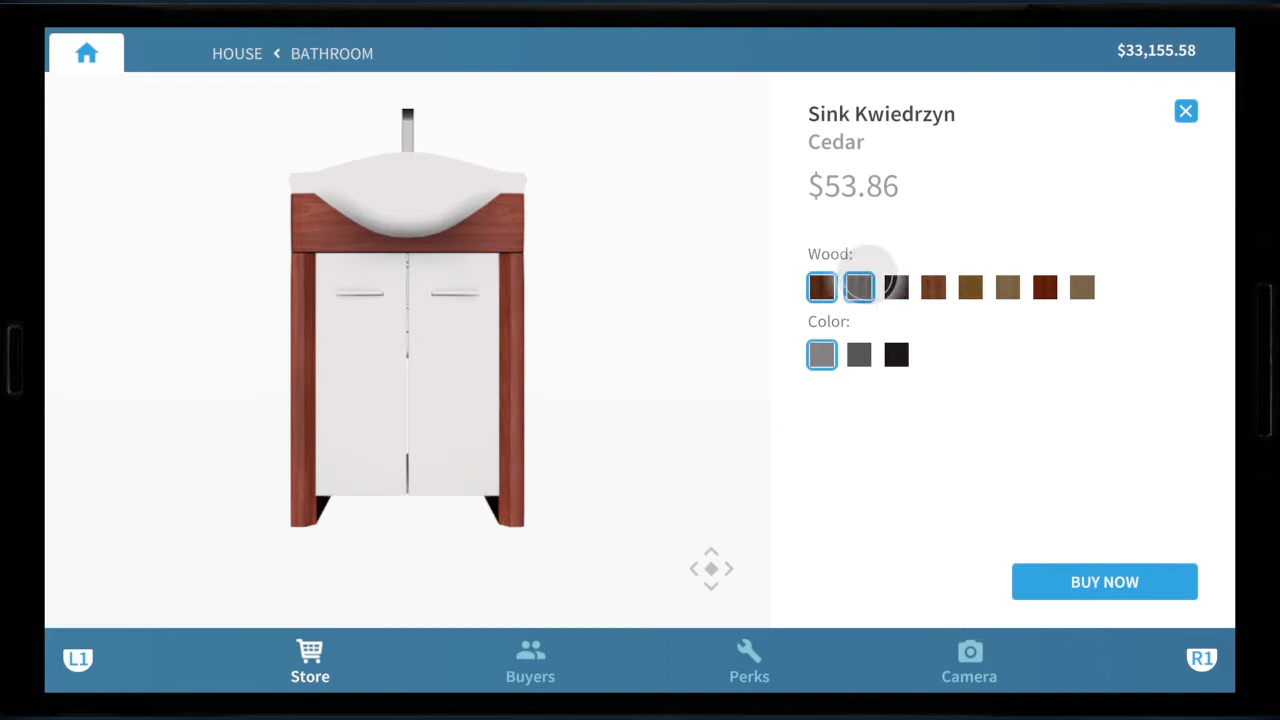 HOUSE BATHROOM
$33,155.58
Sink Kwiedrzyn
Cedar
$53.86
Wood:
Color:
BUY NOW
L1
Store
Buyers
Perks
Camera
R1